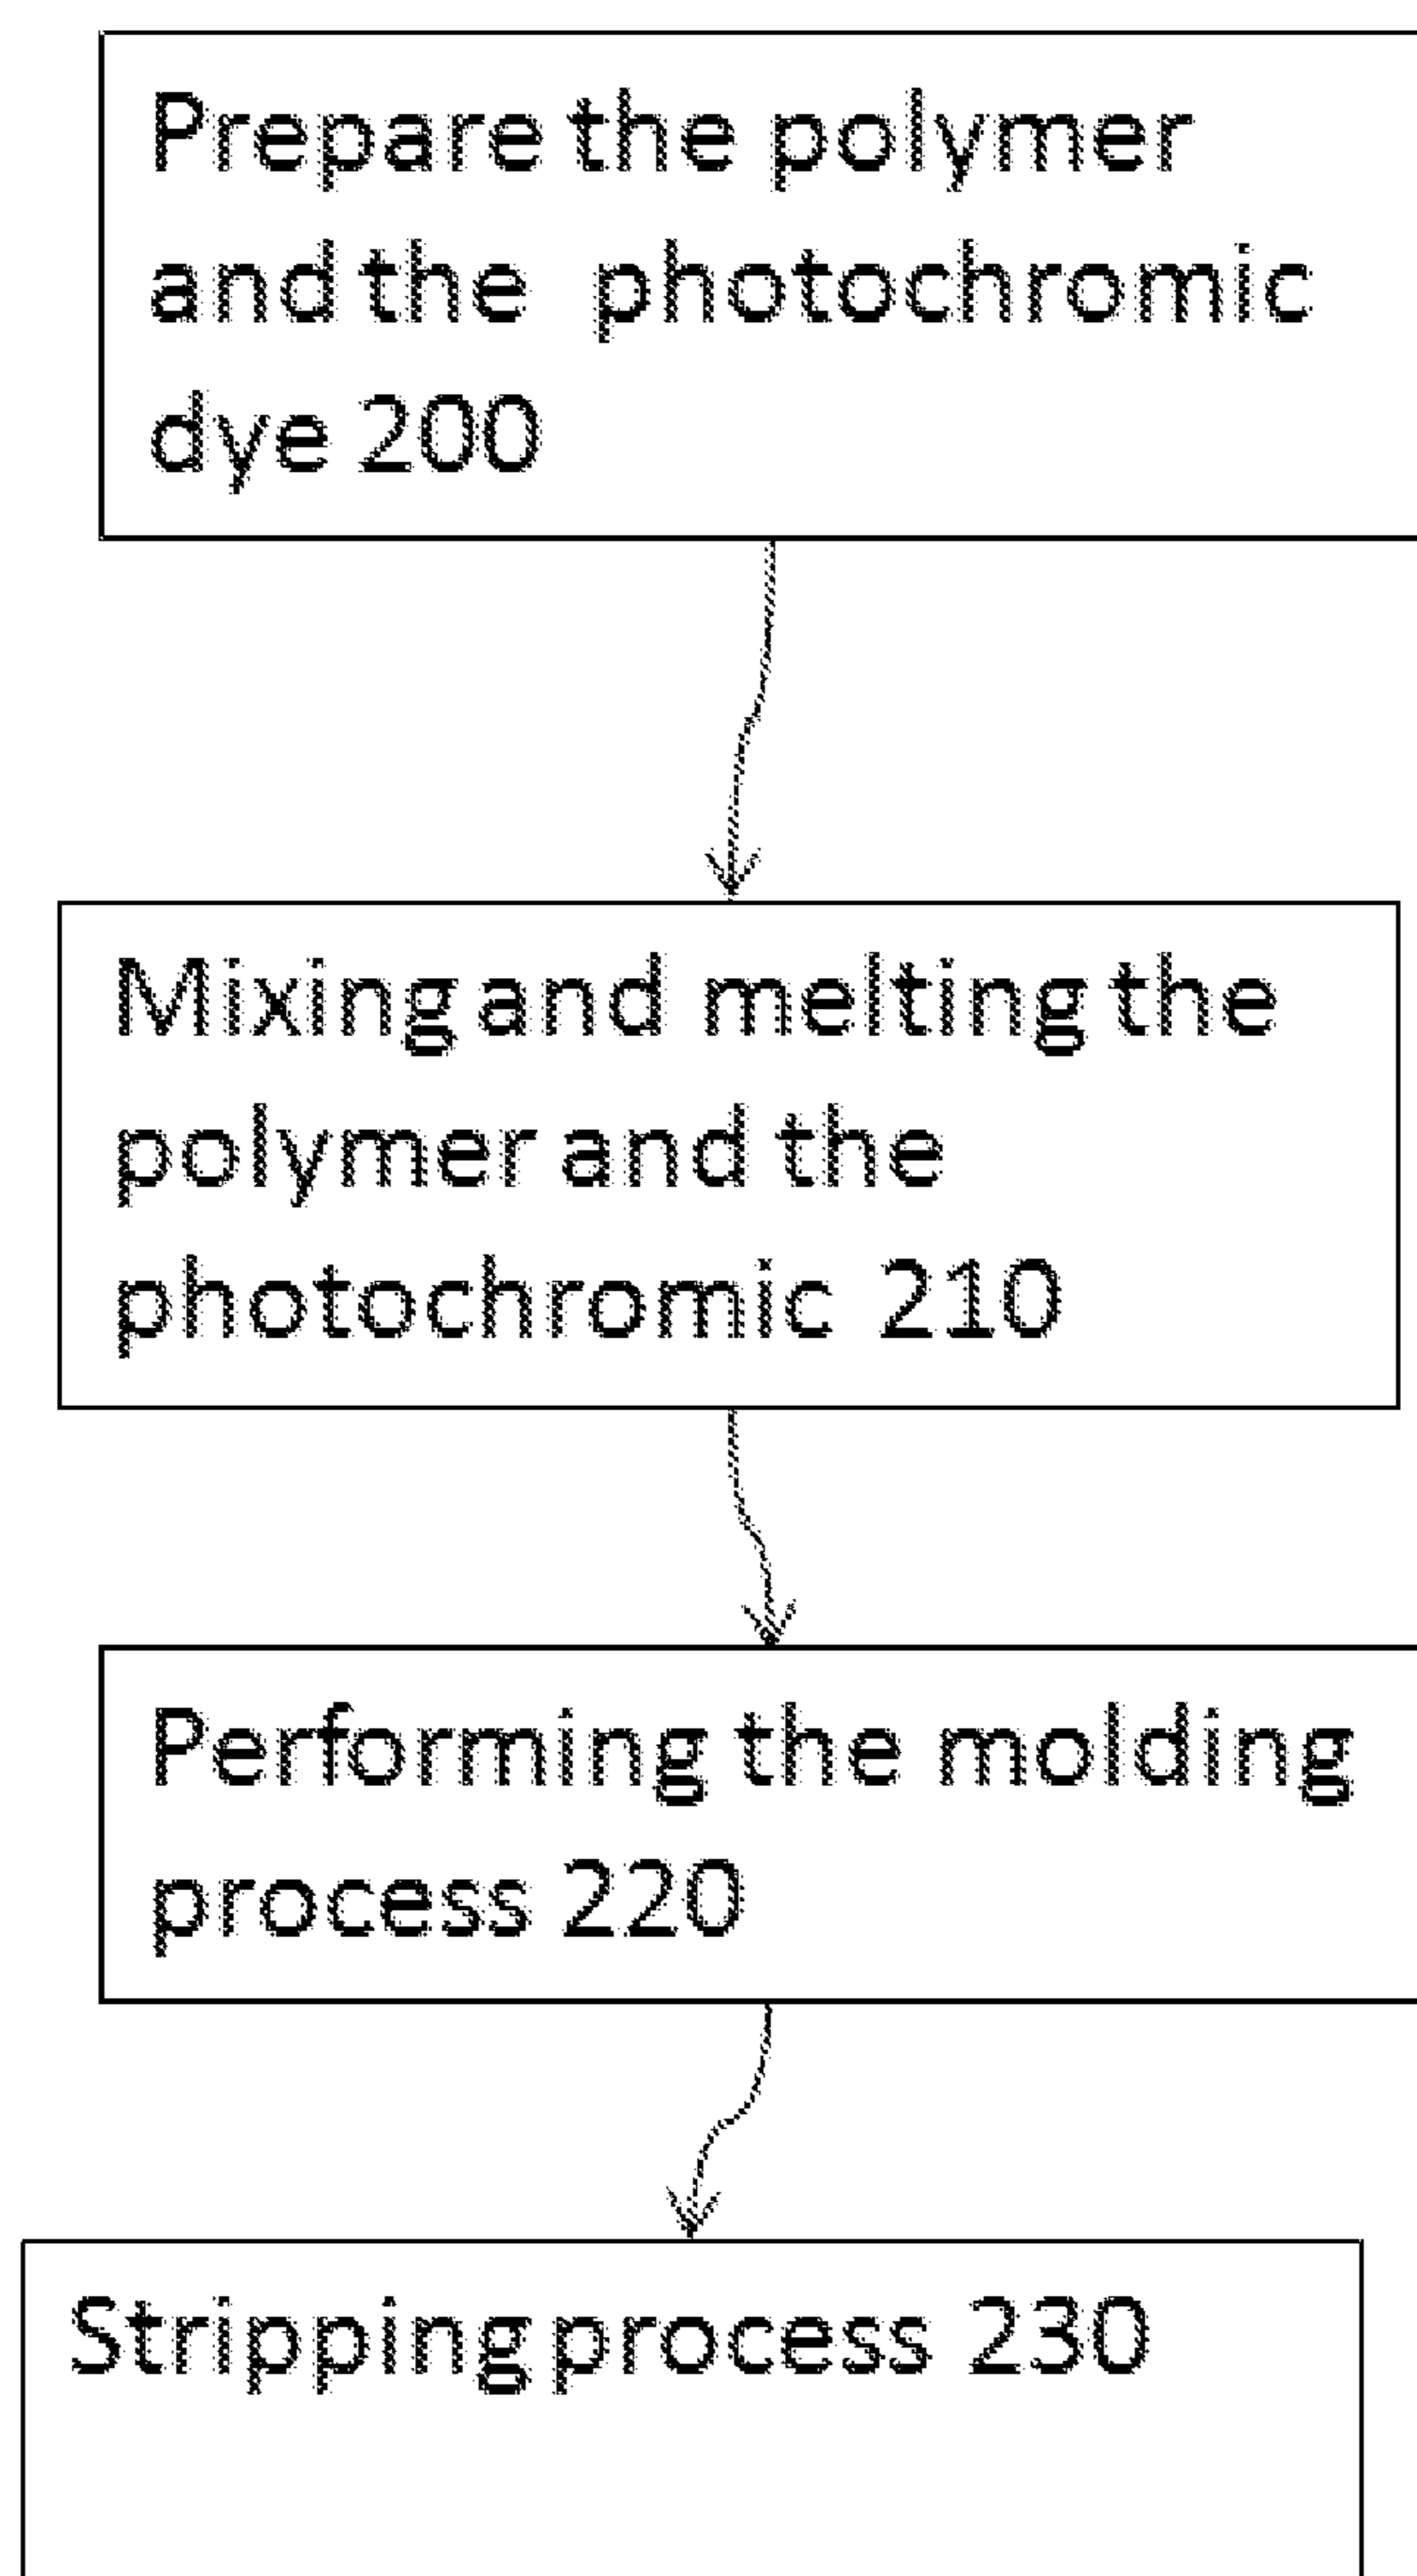 Prepare the polymer
and the photochromic
dye 200
Mixing and melting the
polymer and the
photochromic 210
Performing the molding
process 220
Stripping process 230